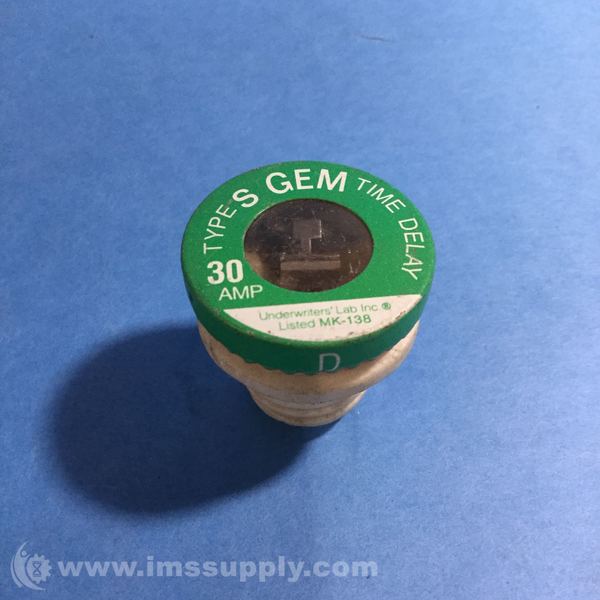 TYPE S GEM TIME DELAY
30
AMP
Underwriters' Lab Inc.®
Listed MK-138
D
www.imssupply.com